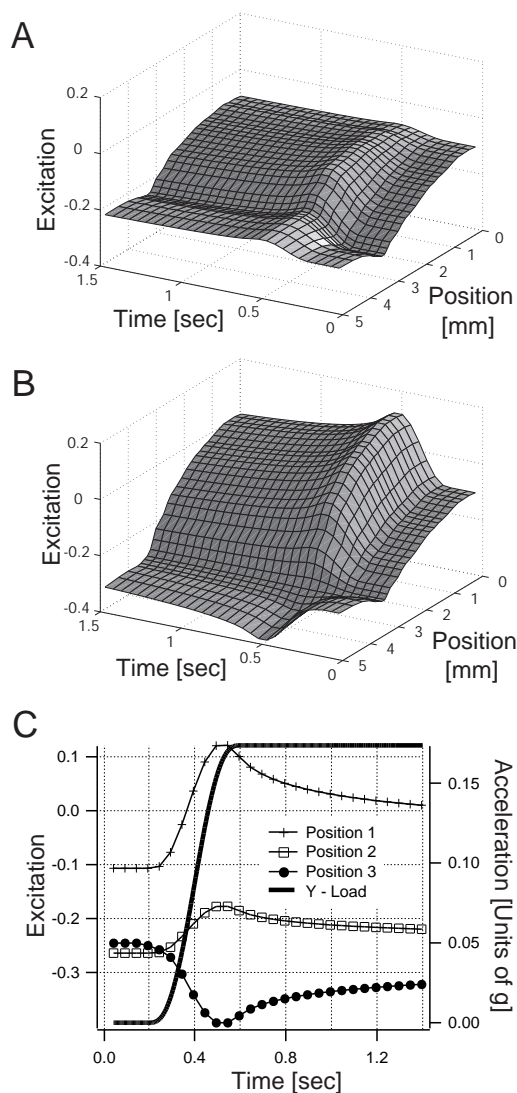 A
0.2
0
-0.2
-0.4
Excitation
1.5
1
0.5
0
Time [sec]
5
4
3
2
1
0
Position
[mm]
B
0.2
0
-0.2
-0.4
Excitation
1.5
1
0.5
0
Time [sec]
5
4
3
2
1
0
Position
[mm]
C
0.1
0.0
-0.1
-0.2
-0.3
Excitation
Position 1
Position 2
Position 3
Y - Load
0.15
0.10
0.05
0.00
Acceleration [Units of g]
0.0
0.4
0.8
1.2
Time [sec]